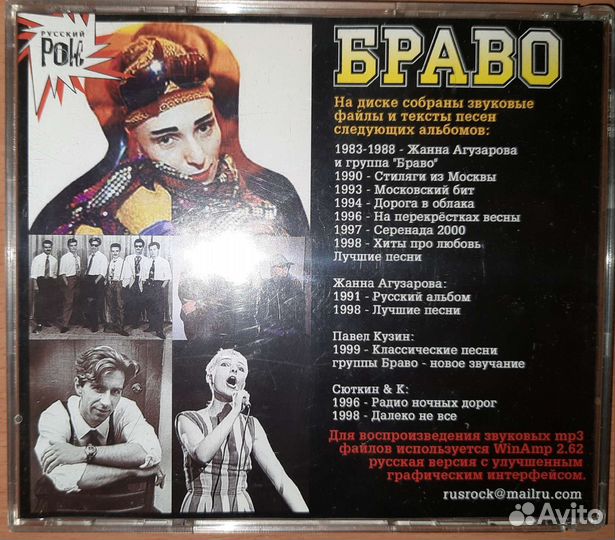 РУССКИЙ
РОК
БРАВО
На диске собраны звуковые
файлы и тексты песен
следующих альбомов:
1983-1988 - Жанна Агузарова
и группа "Браво"
1990 - Стиляги из Москвы
1993 - Московский бит
1994 - Дорога в облака
1996 - На перекрёстках весны
1997 - Серенада 2000
1998 - Хиты про любовь
Лучшие песни
Жанна Агузарова:
1991 - Русский альбом
1998 - Лучшие песни
Павел Кузин:
1999 - Классические песни
группы Браво - новое звучание
Сюткин & К:
1996 - Радио ночных дорог
1998 - Далеко не все
Для воспроизведения звуковых mp3
файлов используется WinAmp 2.62
русская версия с улучшенным
графическим интерфейсом.
rusrock@mailru.com
Avito